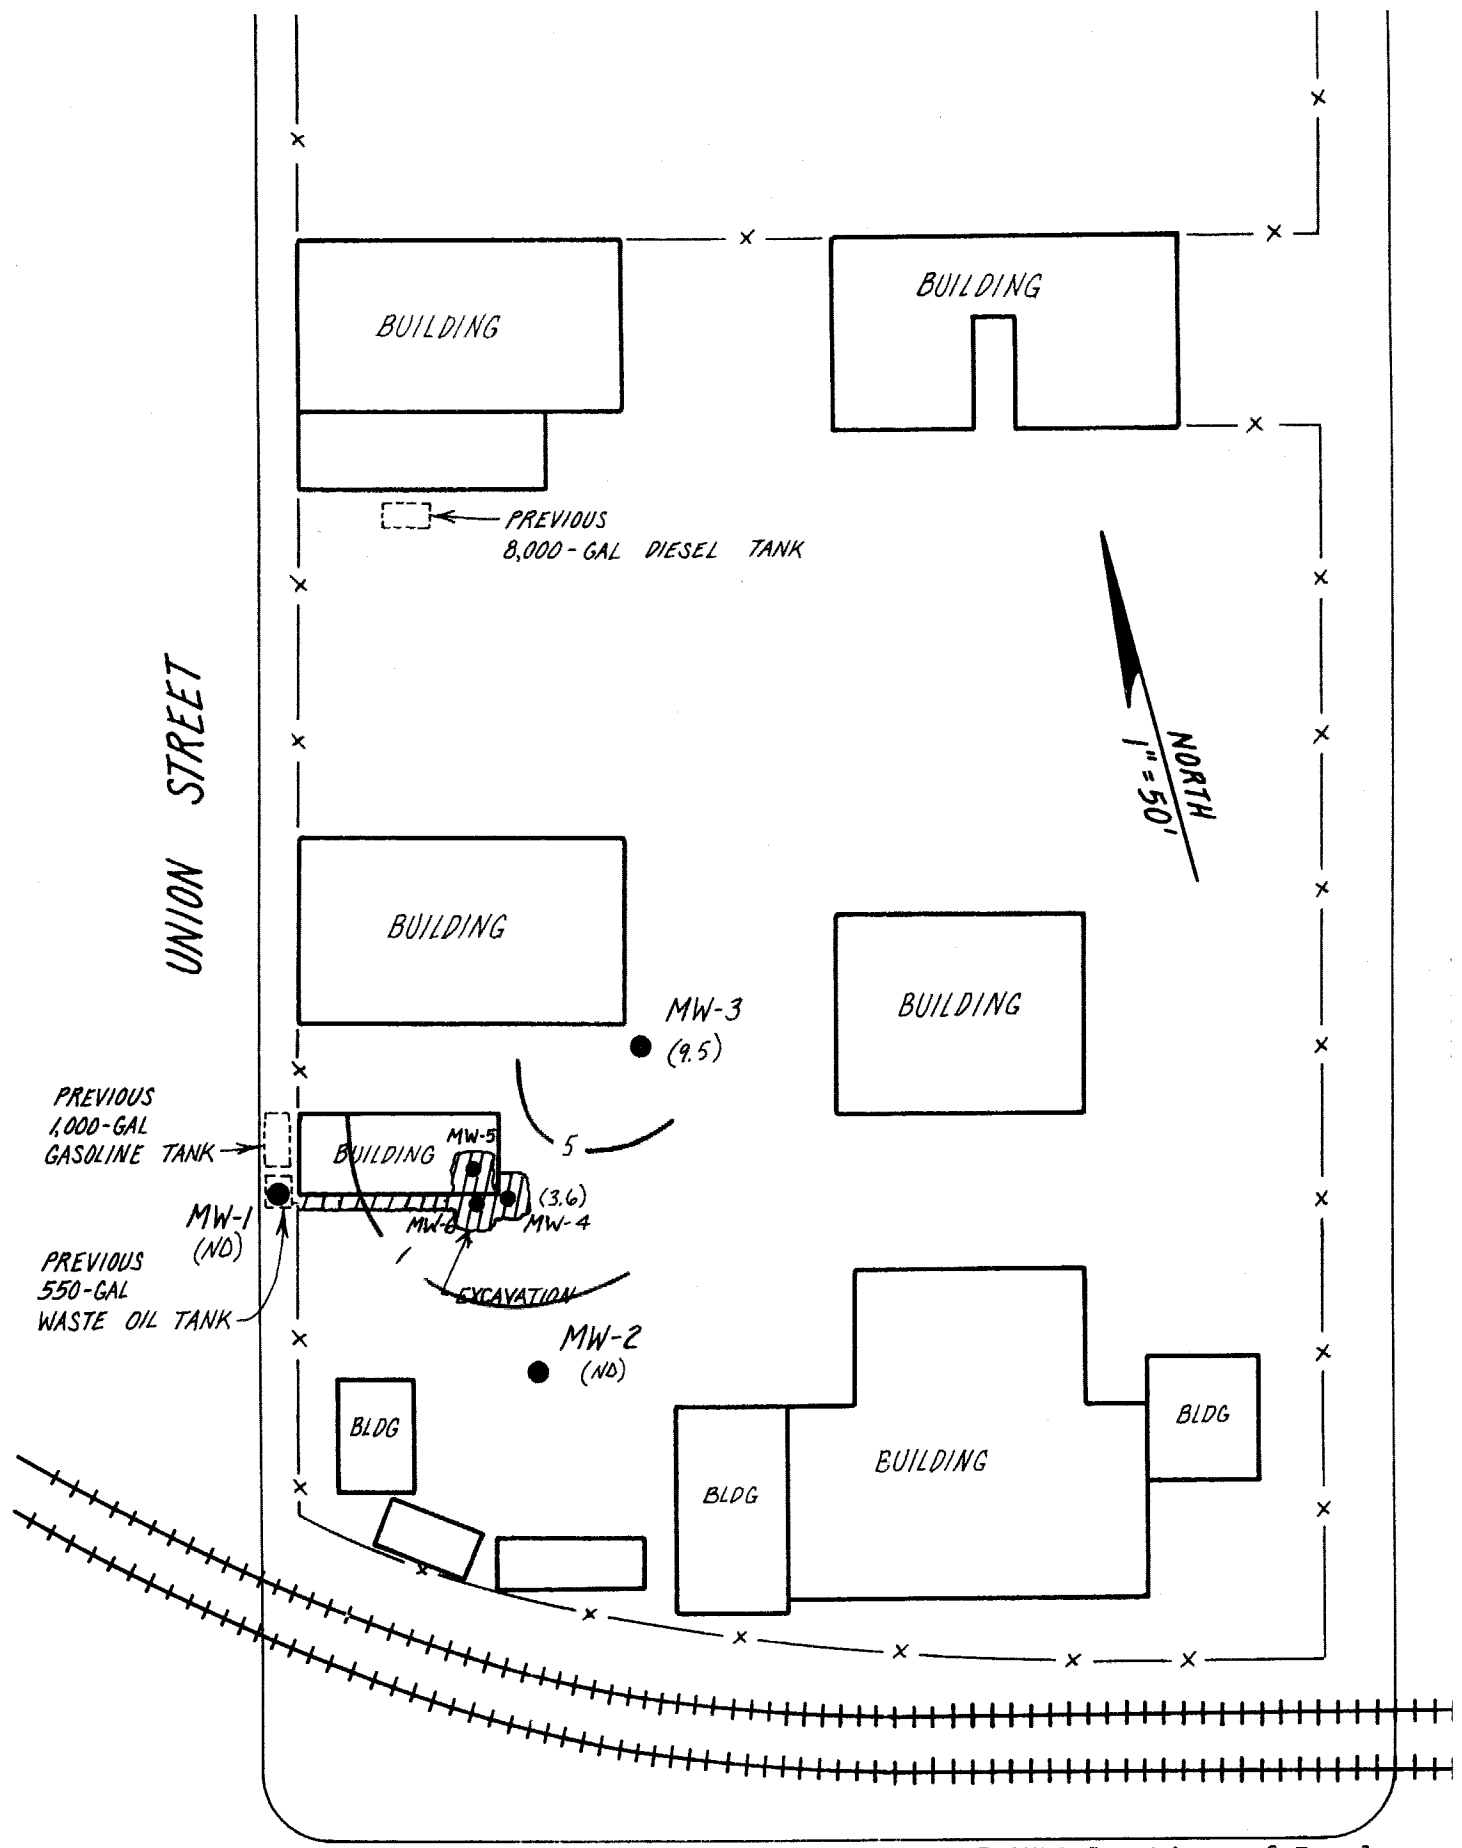 BUILDING
BUILDING
PREVIOUS
8,000-GAL DIESEL TANK
UNION STREET
NORTH
1" = 50'
BUILDING
BUILDING
MW-3
(9.5)
PREVIOUS
1,000-GAL
GASOLINE TANK
BUILDING
MW-5
5
(3.6)
MW-4
MW-6
MW-1
(ND)
1
PREVIOUS
550-GAL
WASTE OIL TANK
EXCAVATION
MW-2
(ND)
BLDG
BLDG
BUILDING
BLDG